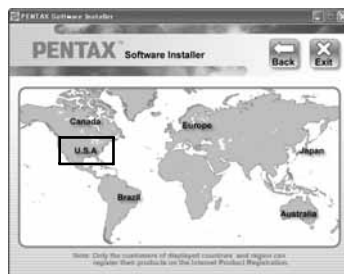 PENTAX Software Installer
PENTAX™ Software Installer
Back
Exit
Canada
Europe
U.S.A
Japan
Brazil
Australia
Note: Only the customers of displayed countries and region can
register their products on the Internet Product Registration.